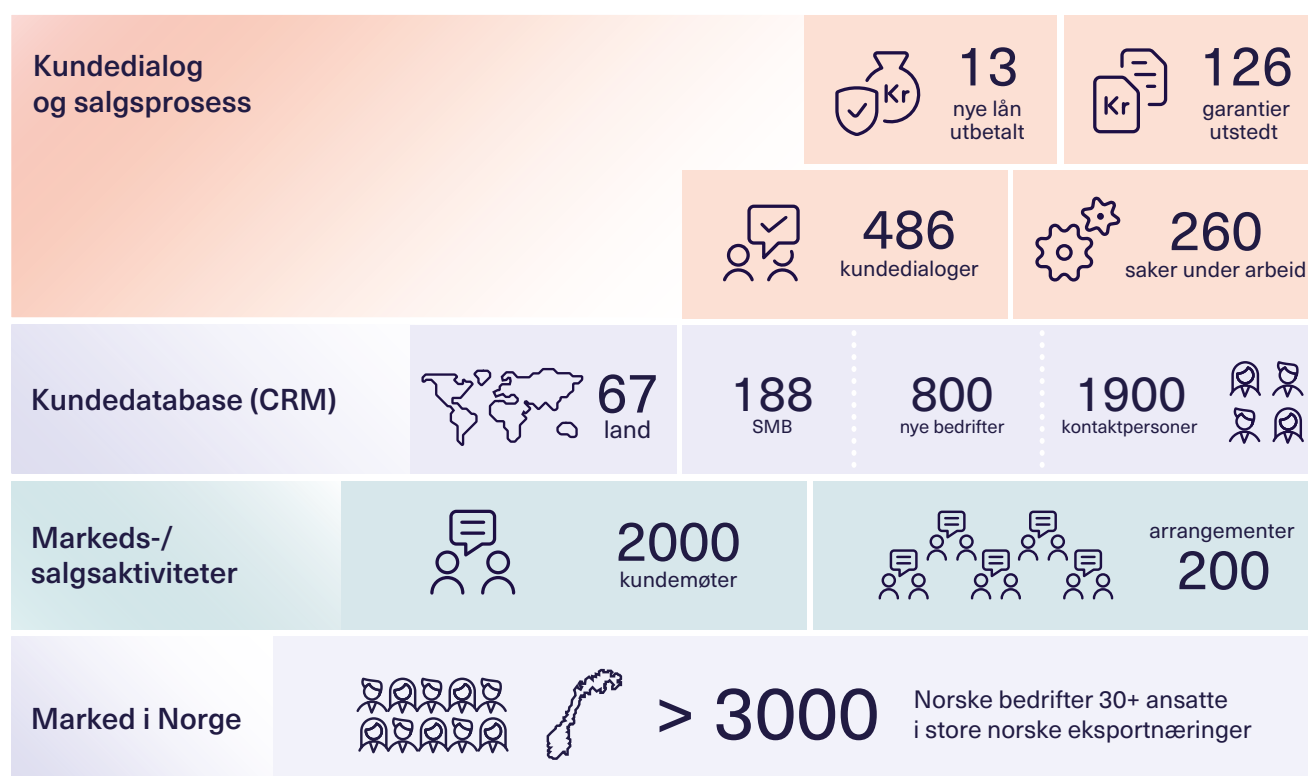 Kundedialog
og salgsprosess
Kr
13
nye lån
utbetalt
Kr
126
garantier
utstedt
486
kundedialoger
260
saker under arbeid
Kundedatabase (CRM)
67
land
188
SMB
800
nye bedrifter
1900
kontaktpersoner
Markeds-/
salgsaktiviteter
2000
kundemøter
arrangementer
200
Marked i Norge
> 3000
Norske bedrifter 30+ ansatte
i store norske eksportnæringer